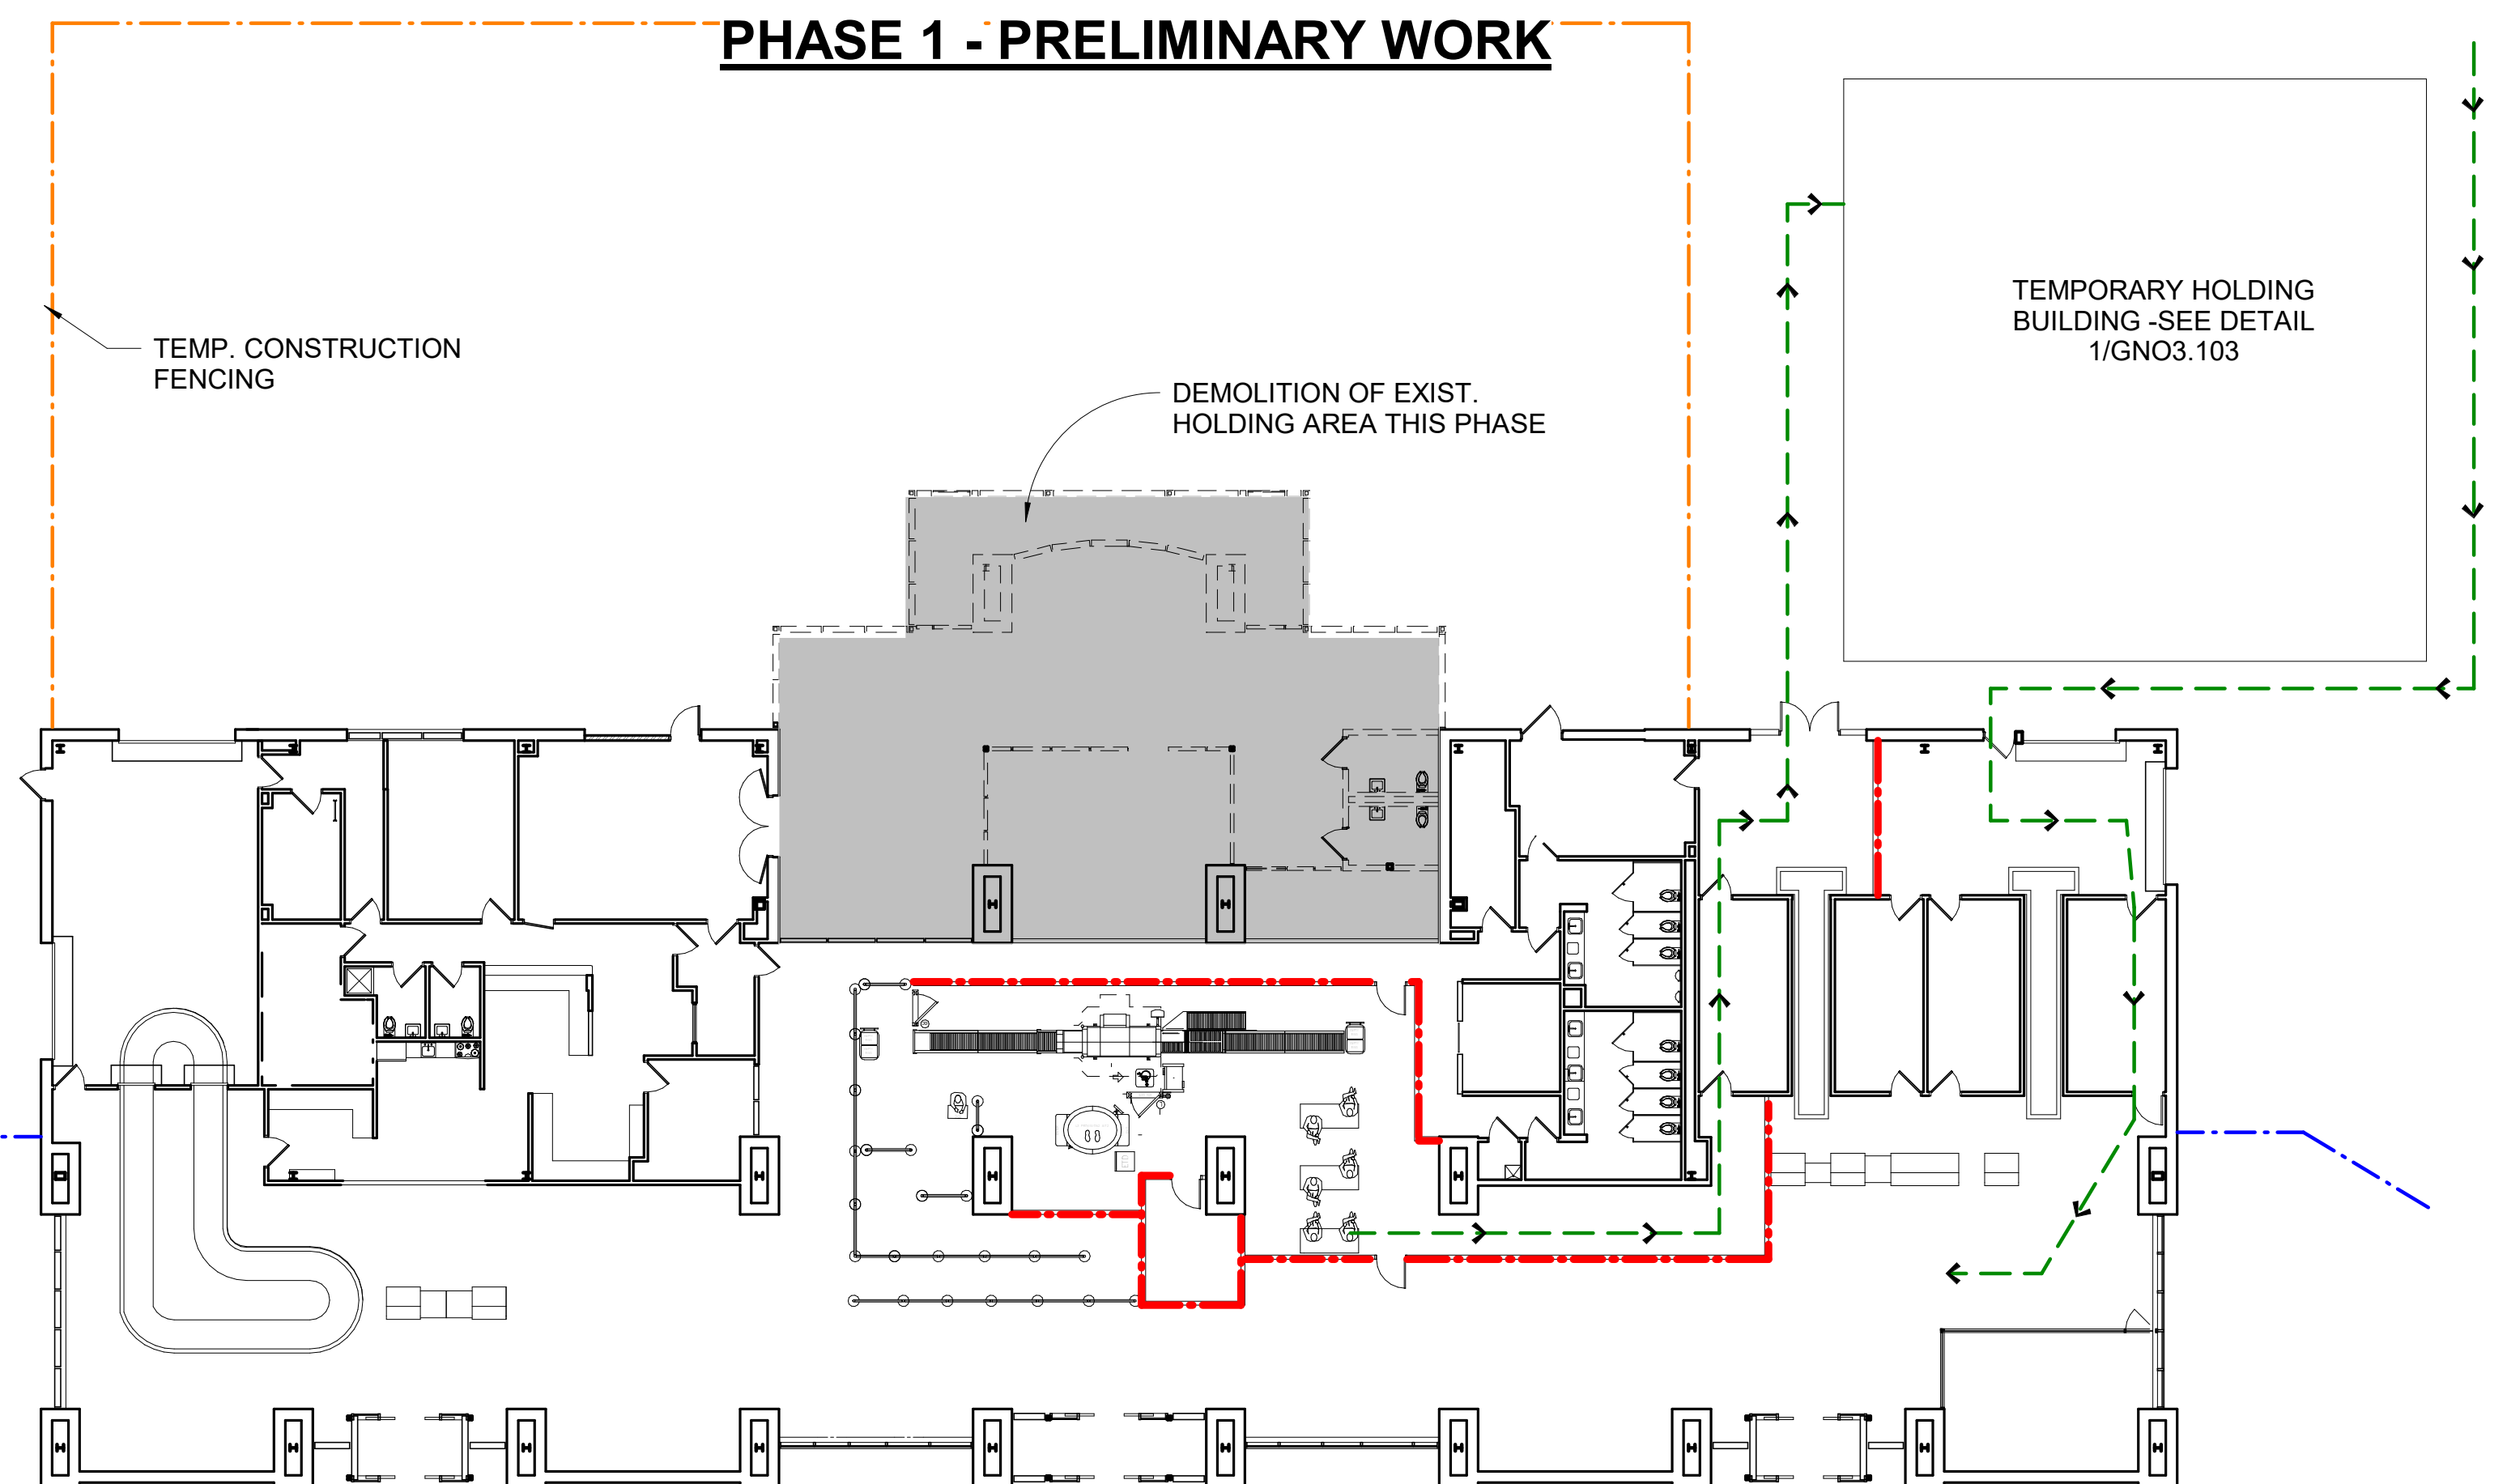 PHASE 1 - PRELIMINARY WORK
TEMPORARY HOLDING
BUILDING -SEE DETAIL
1/GNO3.103
TEMP. CONSTRUCTION
FENCING
DEMOLITION OF EXIST.
HOLDING AREA THIS PHASE
ETD